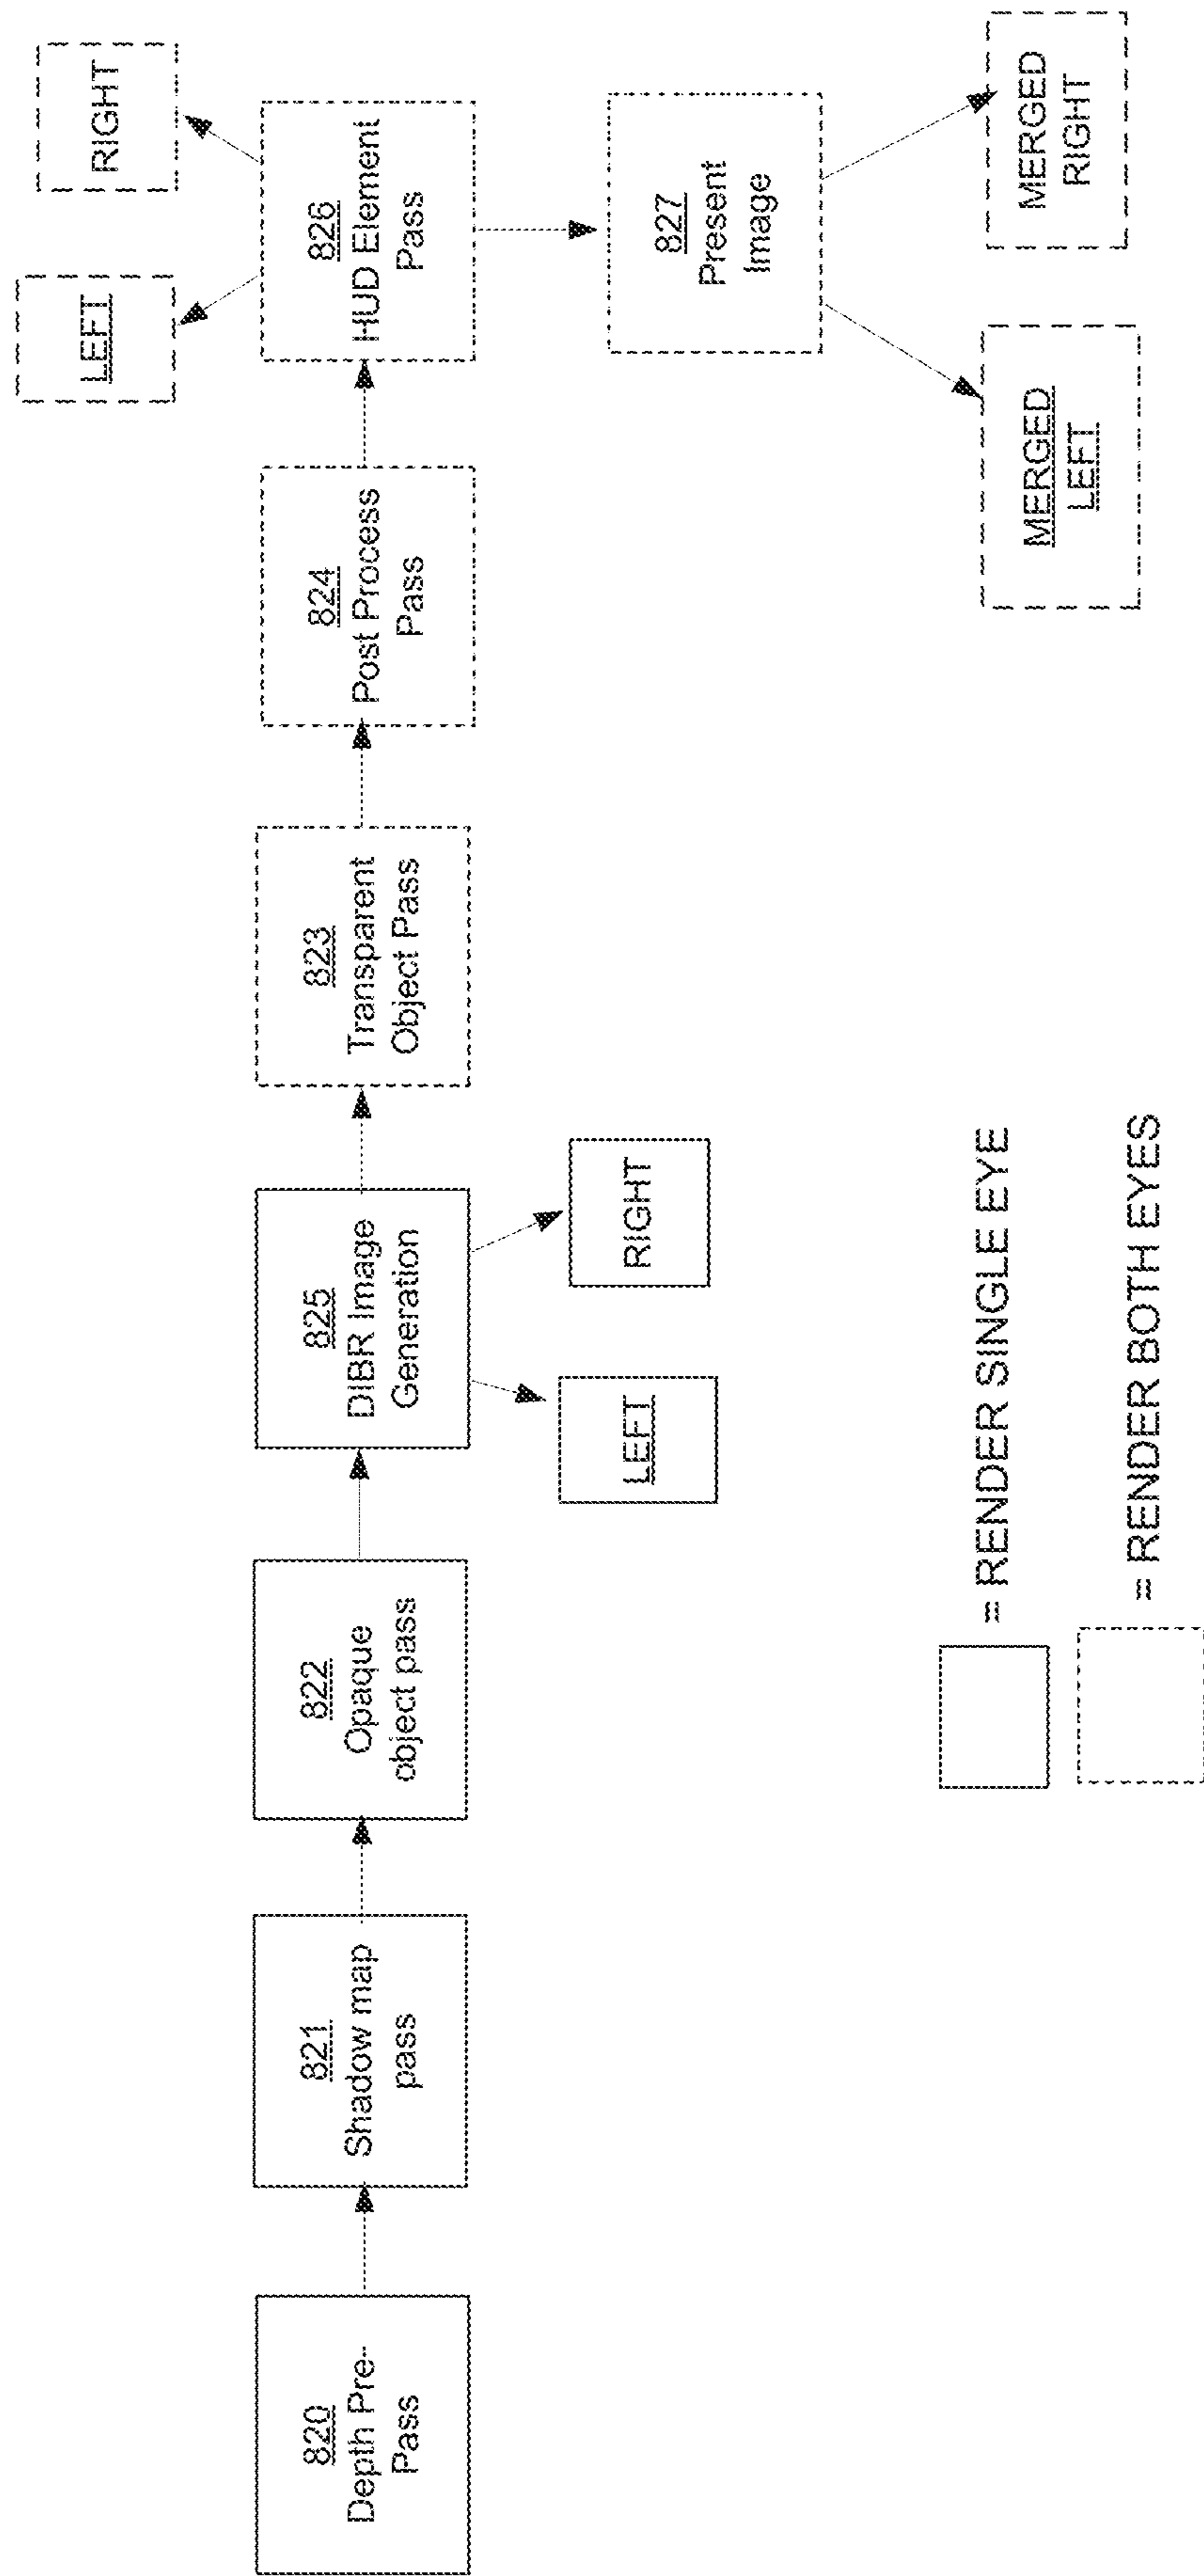 820
Depth Pre-
Pass
821
Shadow map
pass
822
Opaque
object pass
825
DIBR Image
Generation
LEFT
RIGHT
823
Transparent
Object Pass
824
Post Process
Pass
826
HUD Element
Pass
LEFT
RIGHT
827
Present
Image
MERGED
LEFT
MERGED
RIGHT
= RENDER SINGLE EYE
= RENDER BOTH EYES